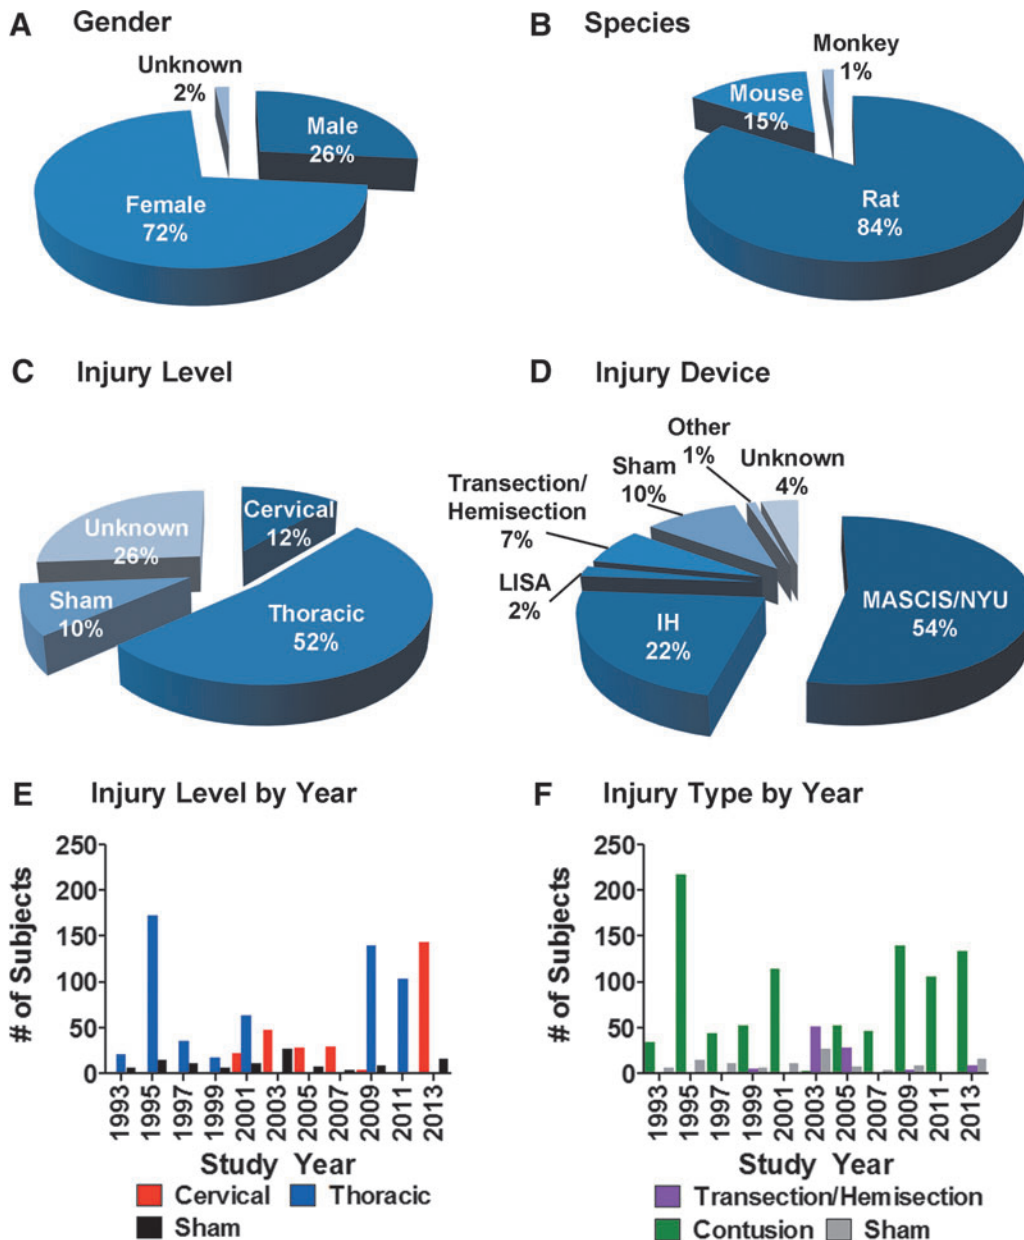 A Gender
Unknown
2%
Male
26%
Female
72%
B Species
Monkey
1%
Mouse
15%
Rat
84%
C Injury Level
Unknown
26%
Cervical
12%
Sham
10%
Thoracic
52%
D Injury Device
Other
1%
Unknown
4%
Sham
10%
Transection/
Hemisection
7%
LISA
2%
IH
22%
MASCIS/NYU
54%
E Injury Level by Year
# of Subjects
250
200
150
100
50
0
1993
1995
1997
1999
2001
2003
2005
2007
2009
2011
2013
Study Year
Cervical Thoracic
Sham
F Injury Type by Year
# of Subjects
250
200
150
100
50
0
1993
1995
1997
1999
2001
2003
2005
2007
2009
2011
2013
Study Year
Transection/Hemisection
Contusion Sham